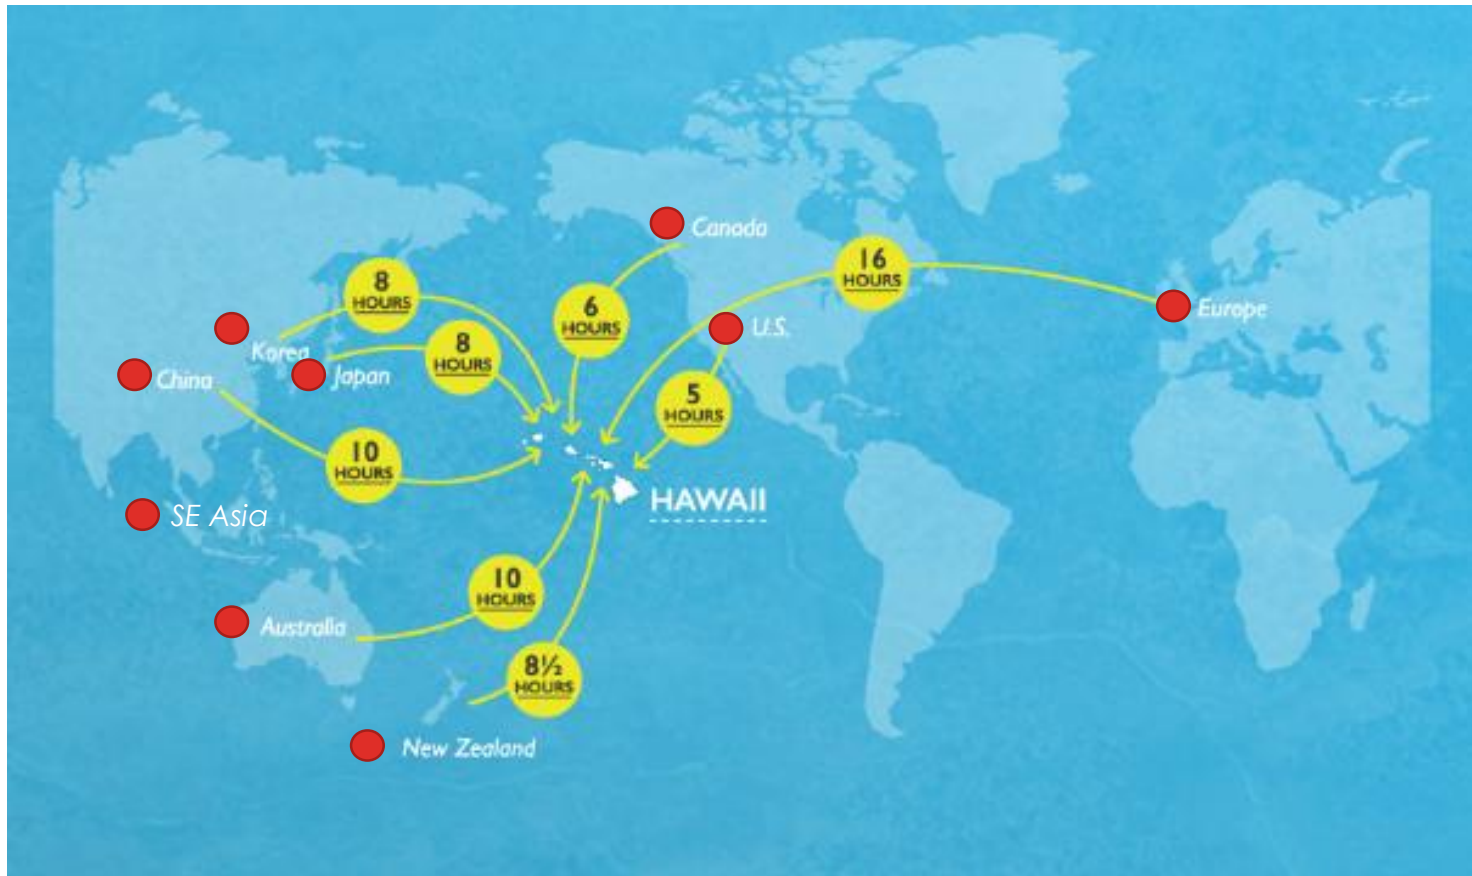 Canada
16
HOURS
8
HOURS
6
HOURS
Europe
U.S.
8
HOURS
Korea
Japan
China
5
HOURS
10
HOURS
HAWAII
SE Asia
10
HOURS
Australia
8½
HOURS
New Zealand